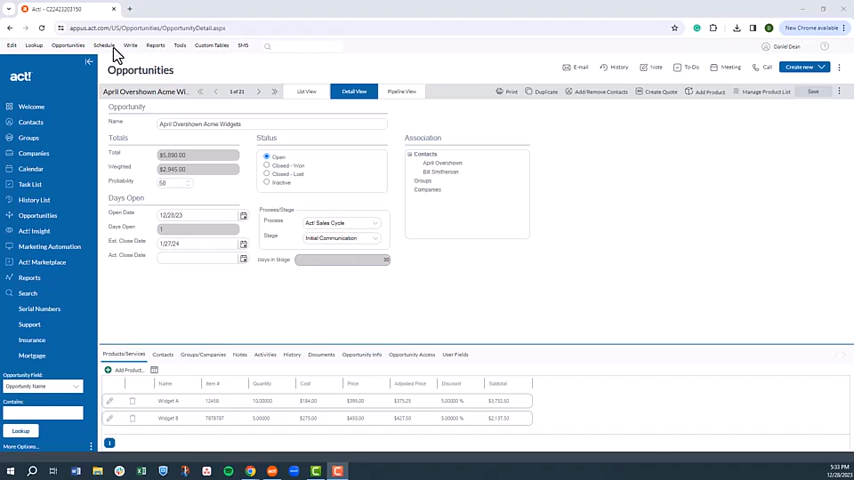 Act! - C22423203150
appus.act.com/US/Opportunities/OpportunityDetail.aspx
New Chrome available
Edit Lookup Opportunities Schedule Write Reports Tools Custom Tables SMS
Daniel Dean
act!
Opportunities
E-mail History Note To-Do Meeting Call Create new
April Overshown Acme Wi... 1 of 21 List View Detail View Pipeline View
Print Duplicate Add/Remove Contacts Create Quote Add Product Manage Product List Save
Welcome
Contacts
Groups
Companies
Calendar
Task List
History List
Opportunities
Act! Insight
Marketing Automation
Act! Marketplace
Reports
Search
Serial Numbers
Support
Insurance
Mortgage
Opportunity Field:
Opportunity Name
Contains:
Lookup
More Options...
Opportunity
Name April Overshown Acme Widgets
Totals
Total $5,890.00
Weighted $2,945.00
Probability 50
Days Open
Open Date 12/28/23
Days Open 1
Est. Close Date 1/27/24
Act. Close Date
Status
Open
Closed - Won
Closed - Lost
Inactive
Process/Stage
Process Act! Sales Cycle
Stage Initial Communication
Days in Stage 30
Association
Contacts
April Overshown
Bill Smitherson
Groups
Companies
Products/Services Contacts Groups/Companies Notes Activities History Documents Opportunity Info Opportunity Access User Fields
Add Product..
Name Item # Quantity Cost Price Adjusted Price Discount Subtotal
Widget A 12458 10.00000 $184.00 $395.00 $375.25 5.00000 % $3,752.50
Widget B 7878787 5.00000 $275.00 $450.00 $427.50 5.00000 % $2,137.50
1
5:33 PM
12/28/2023